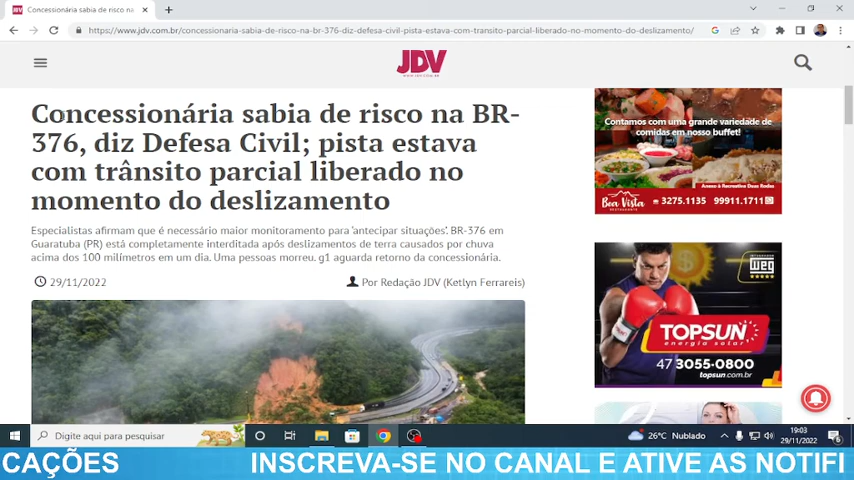 Concessionária sabia de risco na
https://www.jdv.com.br/concessionaria-sabia-de-risco-na-br-376-diz-defesa-civil-pista-estava-com-transito-parcial-liberado-no-momento-do-deslizamento/
JDV
Concessionária sabia de risco na BR-
376, diz Defesa Civil; pista estava
com trânsito parcial liberado no
momento do deslizamento
Especialistas afirmam que é necessário maior monitoramento para 'antecipar situações'. BR-376 em
Guaratuba (PR) está completamente interditada após deslizamentos de terra causados por chuva
acima dos 100 milímetros em um dia. Uma pessoas morreu. g1 aguarda retorno da concessionária.
29/11/2022
Por Redação JDV (Ketlyn Ferrareis)
Contamos com uma grande variedade de
comidas em nosso buffet!
Anexo à Recreativa Duas Rodas
Boa Vista
RESTAURANTE
3275.1135 99911.1711
weg
TOPSUN
energia solar
47 3055-0800
topsun.com.br
Digite aqui para pesquisar
26°C Nublado
19:03
29/11/2022
6
CAÇÕES INSCREVA-SE NO CANAL E ATIVE AS NOTIFI